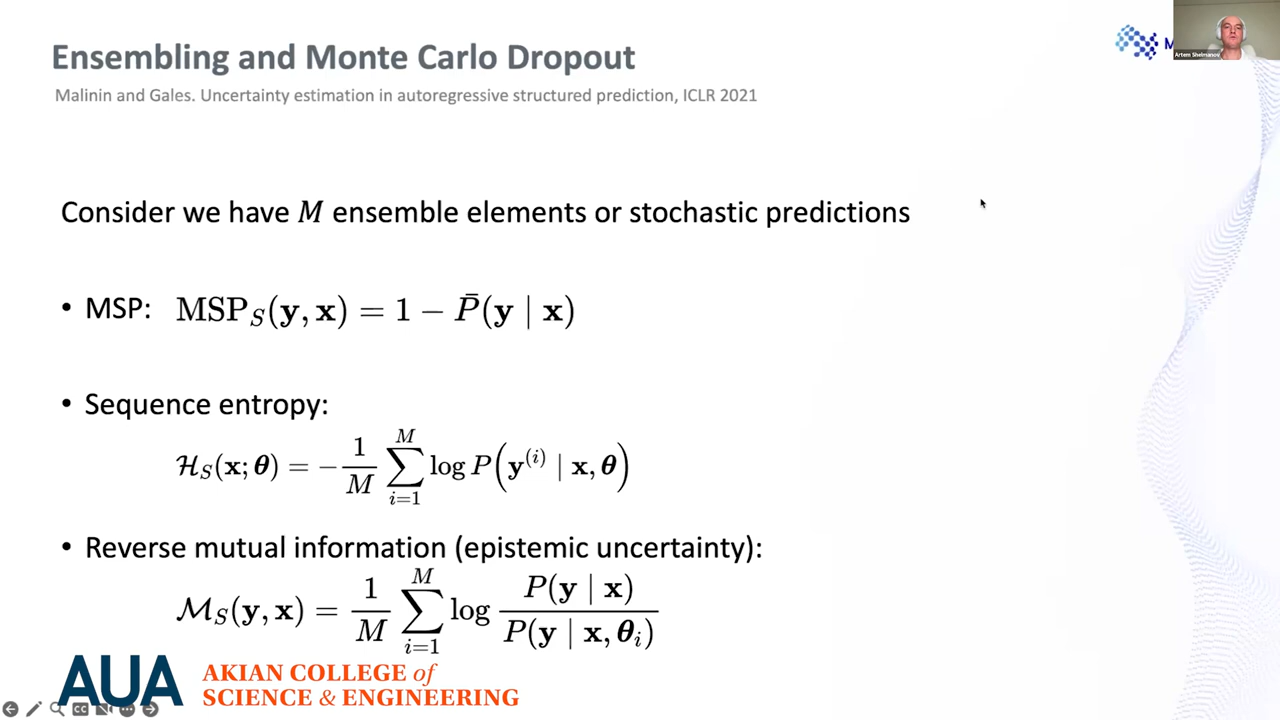 Ensembling and Monte Carlo Dropout
Malinin and Gales. Uncertainty estimation in autoregressive structured prediction, ICLR 2021
Artem Shelmanov
Consider we have M ensemble elements or stochastic predictions
• MSP: MSP_S(y, x) = 1 − P̄(y | x)
• Sequence entropy:
ℋ_S(x; θ) = −1/M ∑_{i=1}^{M} log P(y^{(i)} | x, θ)
• Reverse mutual information (epistemic uncertainty):
ℳ_S(y, x) = 1/M ∑_{i=1}^{M} log P(y | x) / P(y | x, θ_i)
AUA AKIAN COLLEGE of
SCIENCE & ENGINEERING